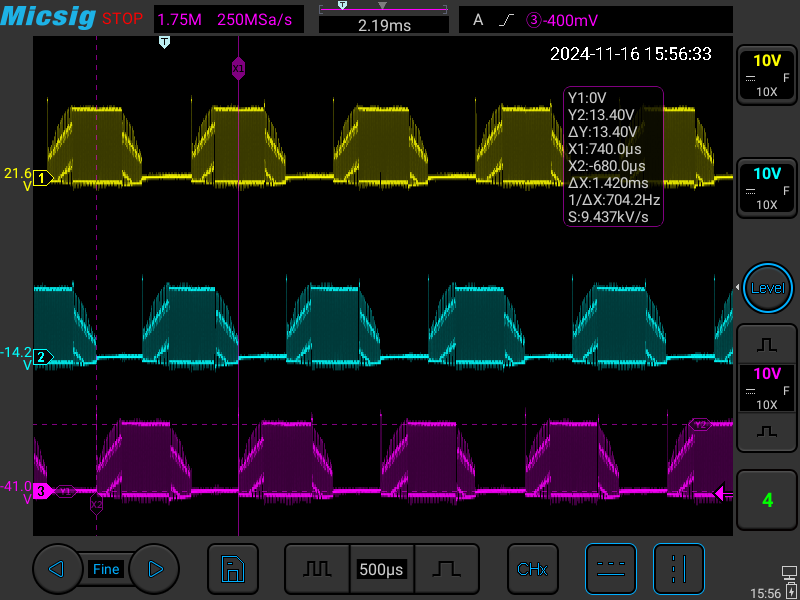 Micsig STOP 1.75M 250MSa/s T 2.19ms A 3 -400mV
T
2024-11-16 15:56:33
X1
10V
F
10X
Y1:0V
Y2:13.40V
ΔY:13.40V
X1:740.0µs
X2:-680.0µs
ΔX:1.420ms
1/ΔX:704.2Hz
S:9.437kV/s
21.6
V
1
10V
F
10X
Level
-14.2
V
2
10V
F
10X
Y2
-41.0
V
3
Y1
X2
4
Fine
500µs
CHx
15:56